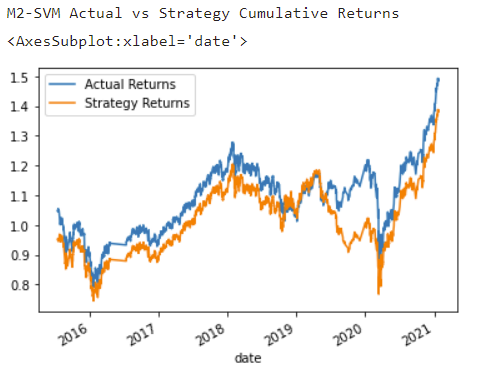 M2-SVM Actual vs Strategy Cumulative Returns
<AxesSubplot:xlabel='date'>
Actual Returns
Strategy Returns
1.5
1.4
1.3
1.2
1.1
1.0
0.9
0.8
2016
2017
2018
2019
2020
2021
date